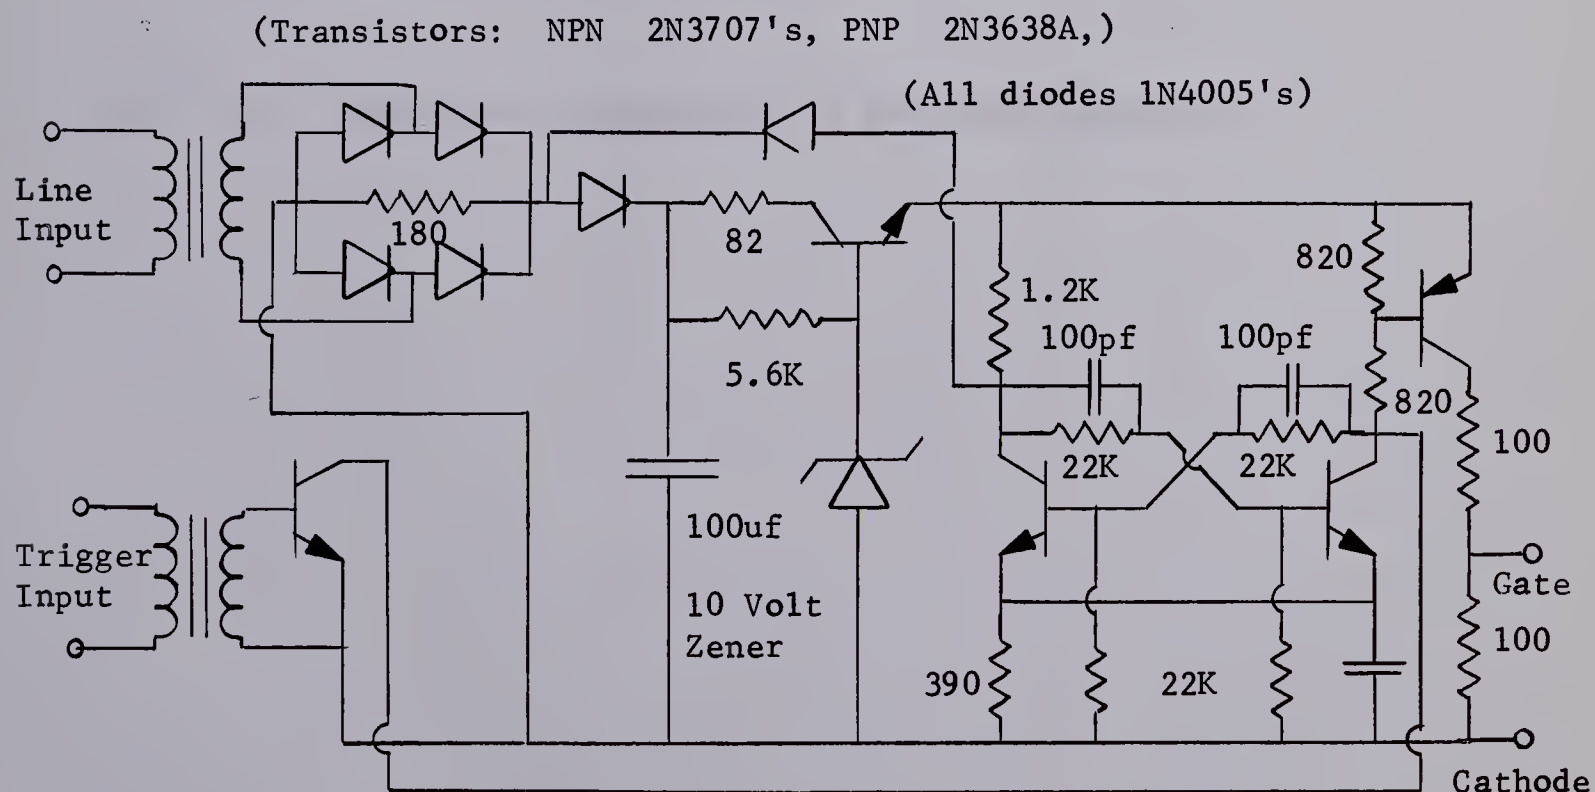 (Transistors: NPN 2N3707's, PNP 2N3638A,)
(All diodes 1N4005's)
Line
Input
180
82
820
1.2K
100pf
100pf
5.6K
820
100
22K
22K
100uf
Trigger
Input
10 Volt
Zener
Gate
390
22K
100
Cathode